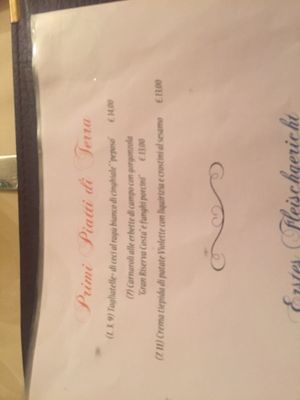 Primi Piatti di Terra
(1, 3, 9) Tagliatelle di ceci al ragù bianco di cinghiale "peposo" € 14,00
(7) Carnaroli alle erbette di campo con gorgonzola
"Gran Riserva Costa" e funghi porcini € 13,00
(7, 11) Crema tiepida di patate Violette con liquirizia e crostini al sesamo € 13,00
Erstes Fleischgericht